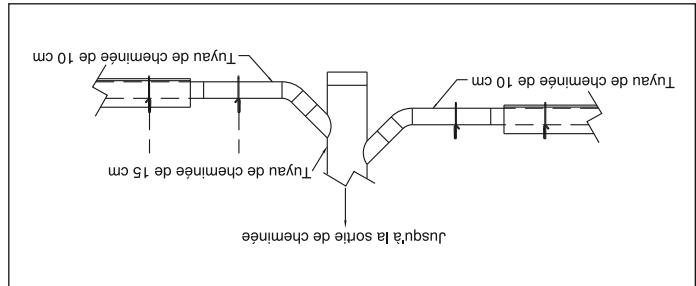 Jusqu'à la sortie de cheminée
Tuyau de cheminée de 15 cm
Tuyau de cheminée de 10 cm
Tuyau de cheminée de 10 cm